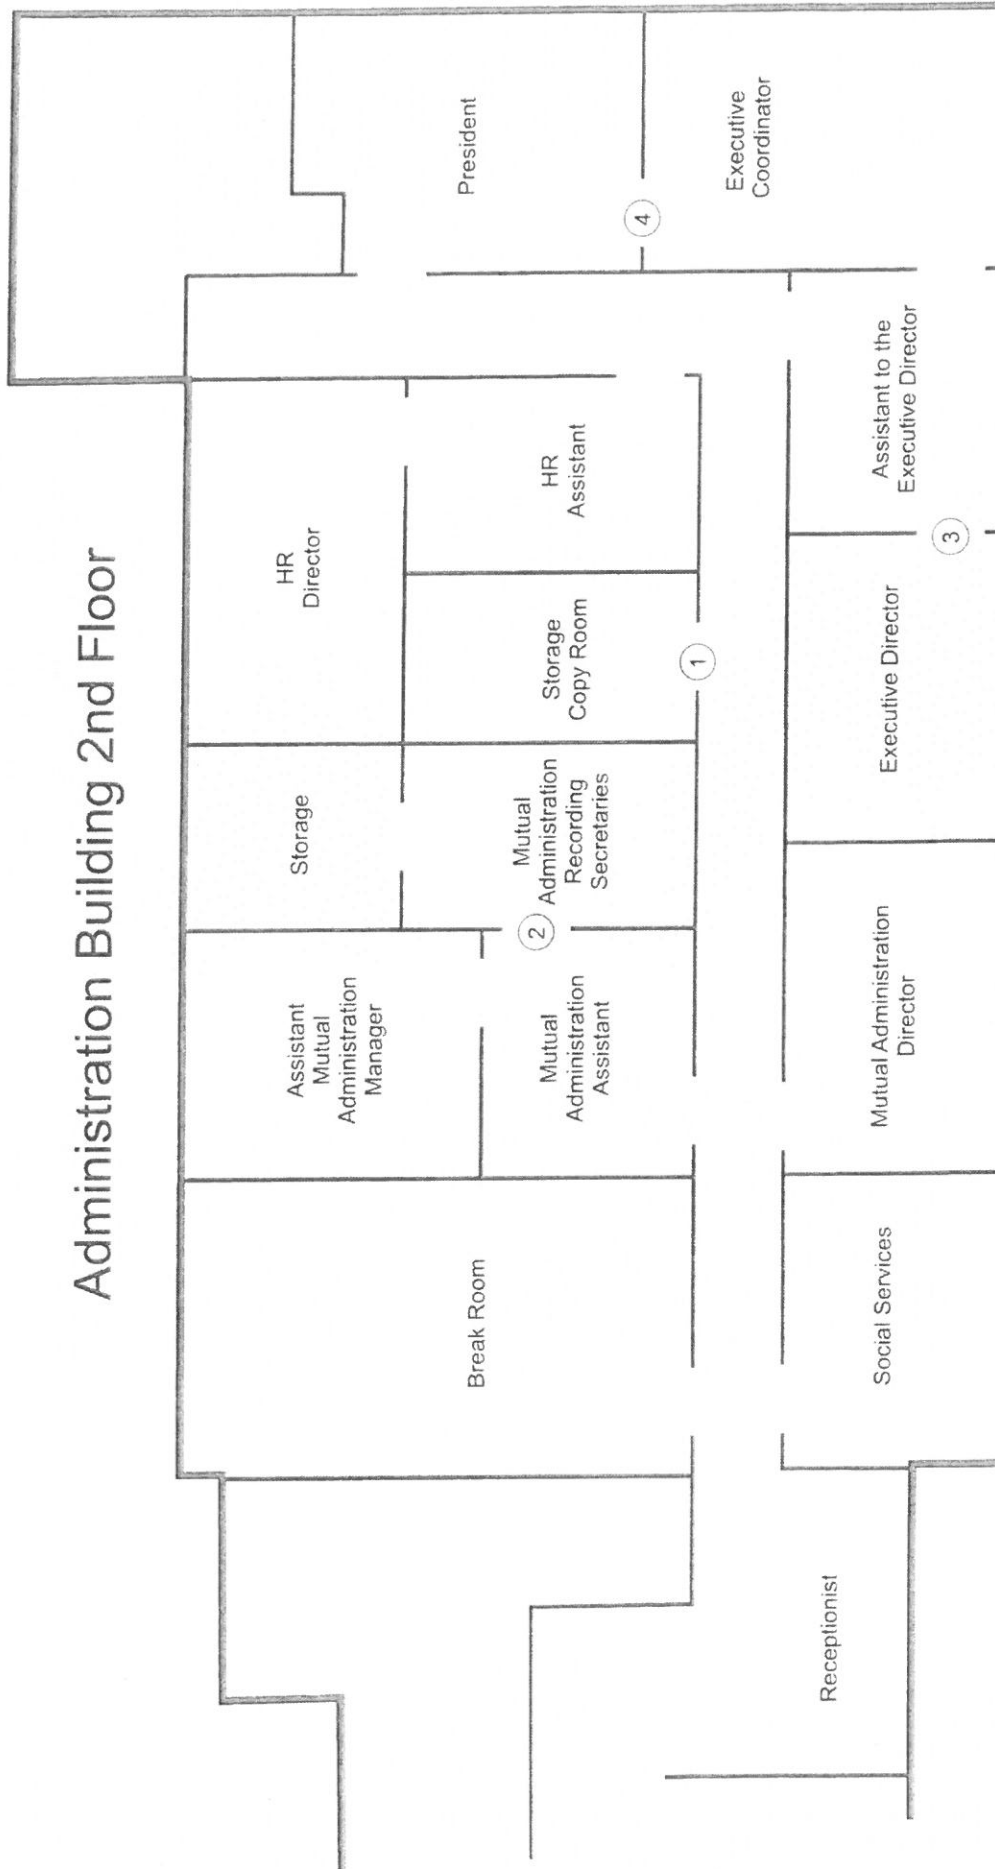 Administration Building 2nd Floor
Break Room
Assistant
Mutual
Administration
Manager
Storage
HR
Director
Mutual
Administration
Assistant
2
Mutual
Administration
Recording
Secretaries
Storage
Copy Room
HR
Assistant
President
1
4
Executive
Coordinator
Receptionist
Social Services
Mutual Administration
Director
Executive Director
3
Assistant to the
Executive Director